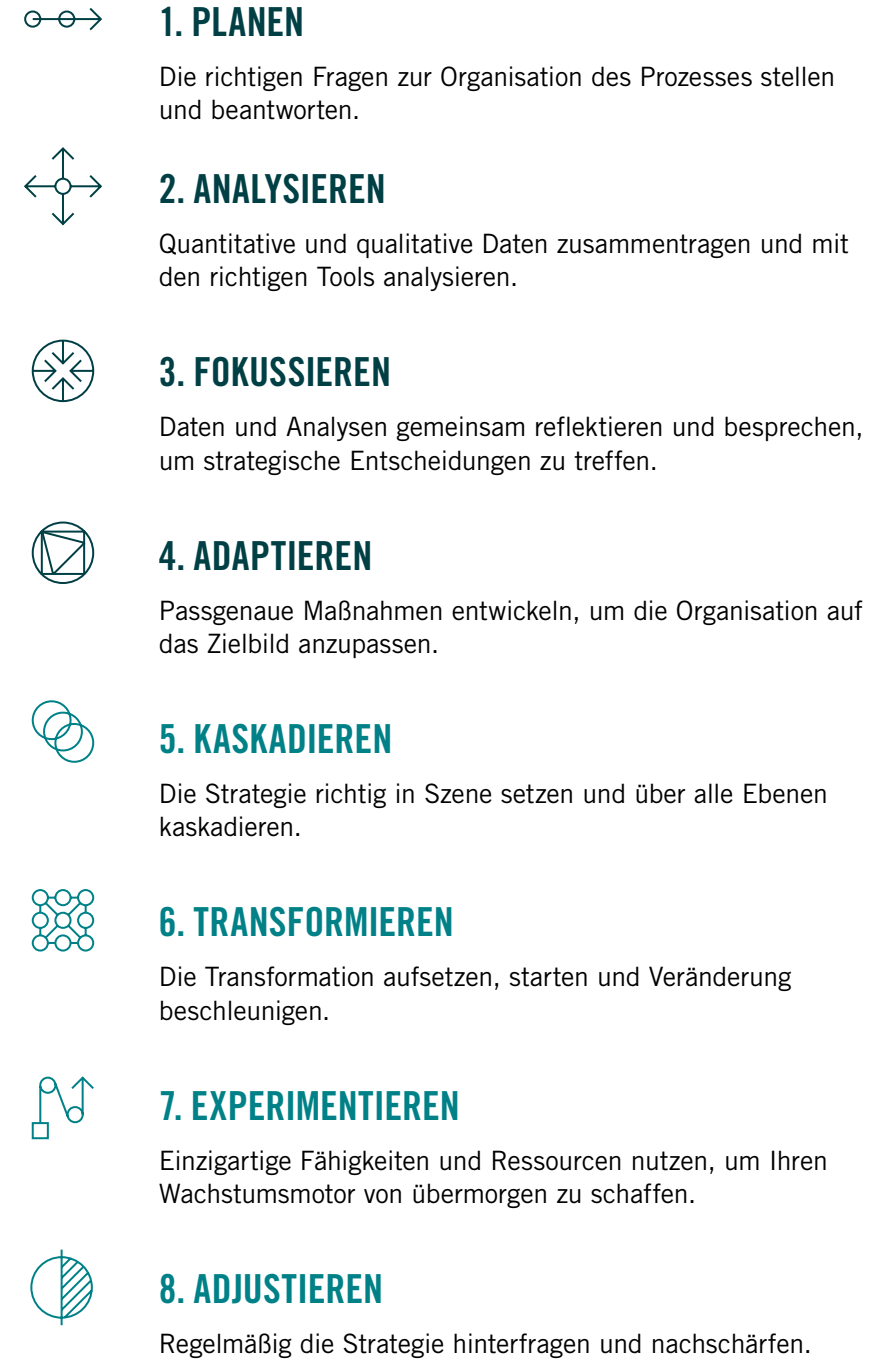 1. PLANEN
Die richtigen Fragen zur Organisation des Prozesses stellen
und beantworten.
2. ANALYSIEREN
Quantitative und qualitative Daten zusammentragen und mit
den richtigen Tools analysieren.
3. FOKUSSIEREN
Daten und Analysen gemeinsam reflektieren und besprechen,
um strategische Entscheidungen zu treffen.
4. ADAPTIEREN
Passgenaue Maßnahmen entwickeln, um die Organisation auf
das Zielbild anzupassen.
5. KASKADIEREN
Die Strategie richtig in Szene setzen und über alle Ebenen
kaskadieren.
6. TRANSFORMIEREN
Die Transformation aufsetzen, starten und Veränderung
beschleunigen.
7. EXPERIMENTIEREN
Einzigartige Fähigkeiten und Ressourcen nutzen, um Ihren
Wachstumsmotor von übermorgen zu schaffen.
8. ADJUSTIEREN
Regelmäßig die Strategie hinterfragen und nachschärfen.